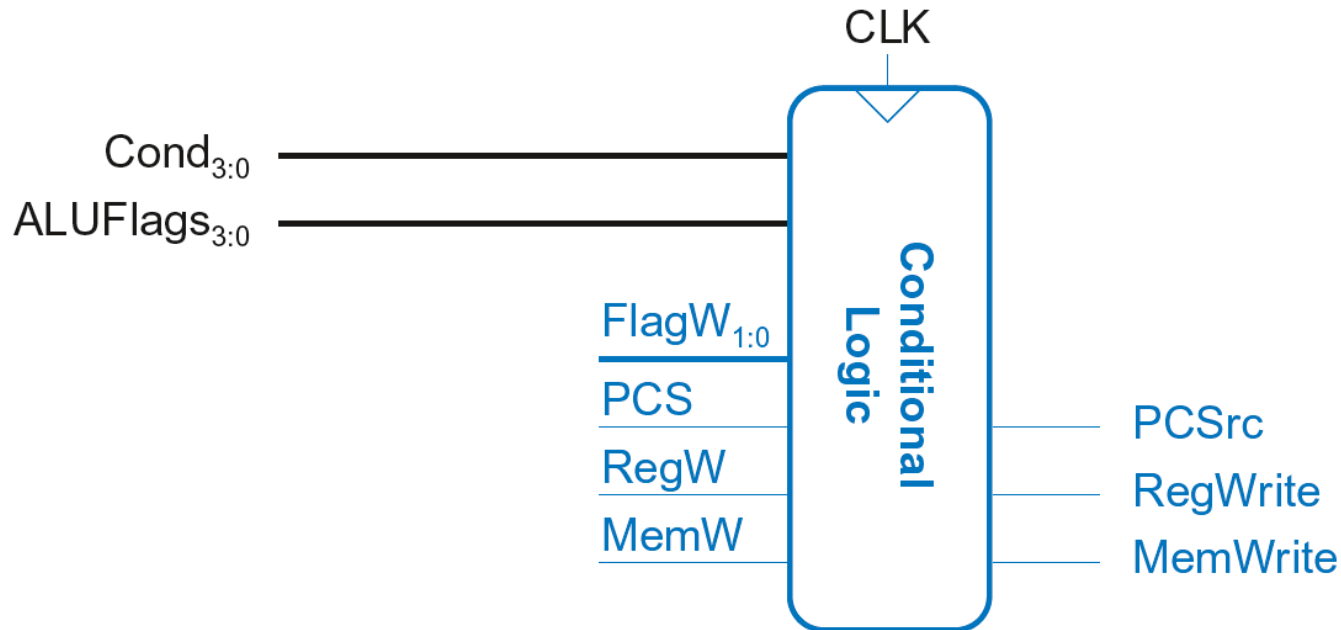 CLK
Cond3:0
ALUFlags3:0
FlagW1:0
PCS
RegW
MemW
Conditional
Logic
PCSrc
RegWrite
MemWrite